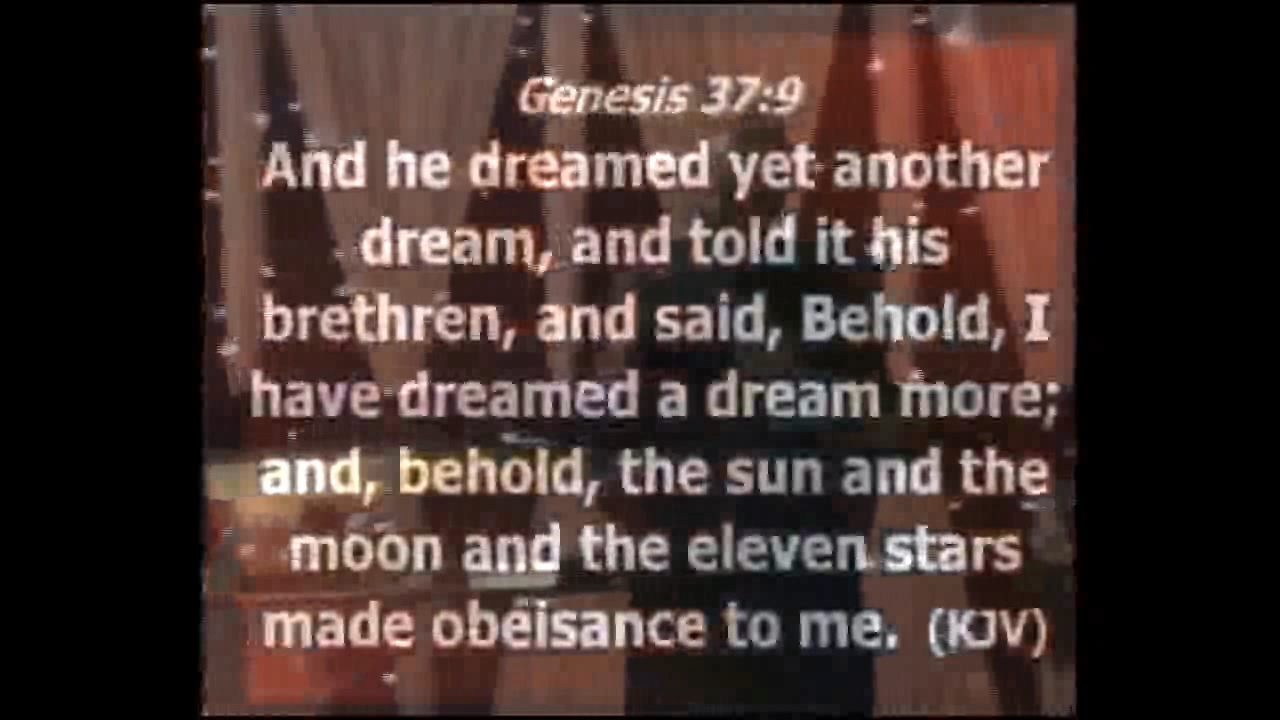 Genesis 37:9
And he dreamed yet another
dream, and told it his
brethren, and said, Behold, I
have dreamed a dream more;
and, behold, the sun and the
moon and the eleven stars
made obeisance to me. (KJV)